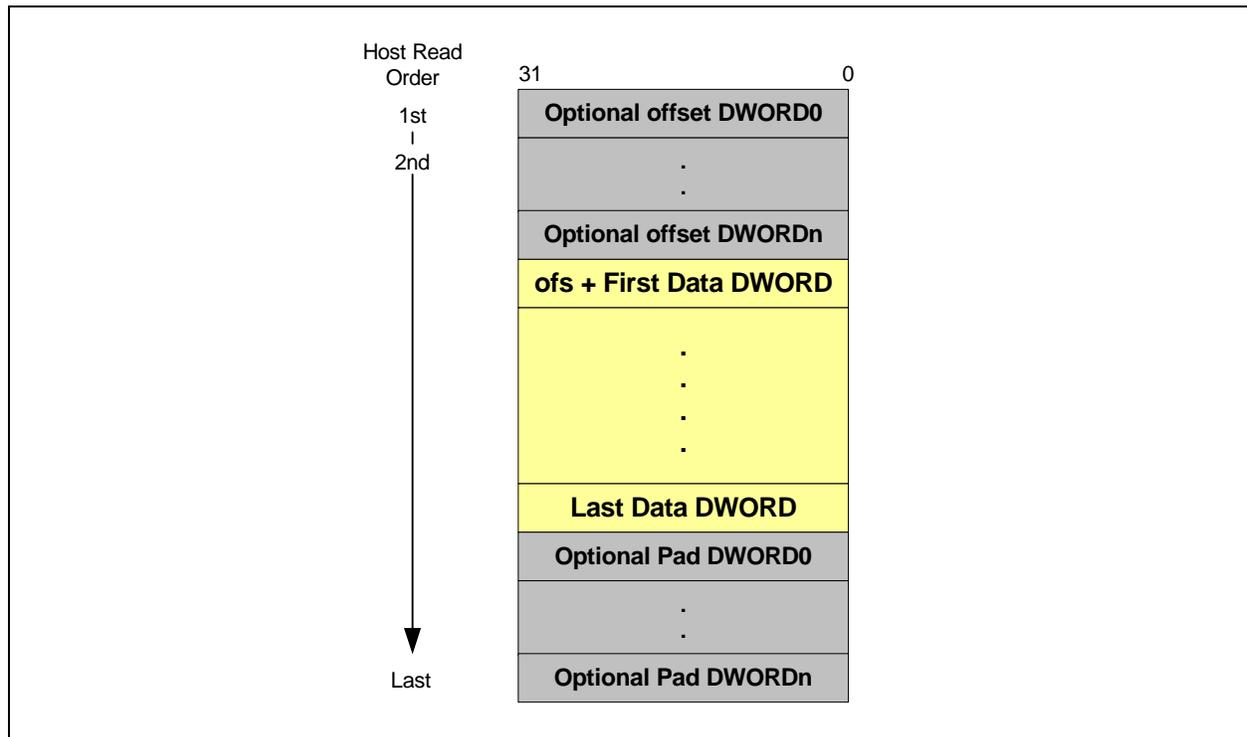 Host Read
Order
31 0
1st
2nd
Optional offset DWORD0
.
.
Optional offset DWORDn
ofs + First Data DWORD
.
.
.
.
Last Data DWORD
Optional Pad DWORD0
.
.
Optional Pad DWORDn
Last